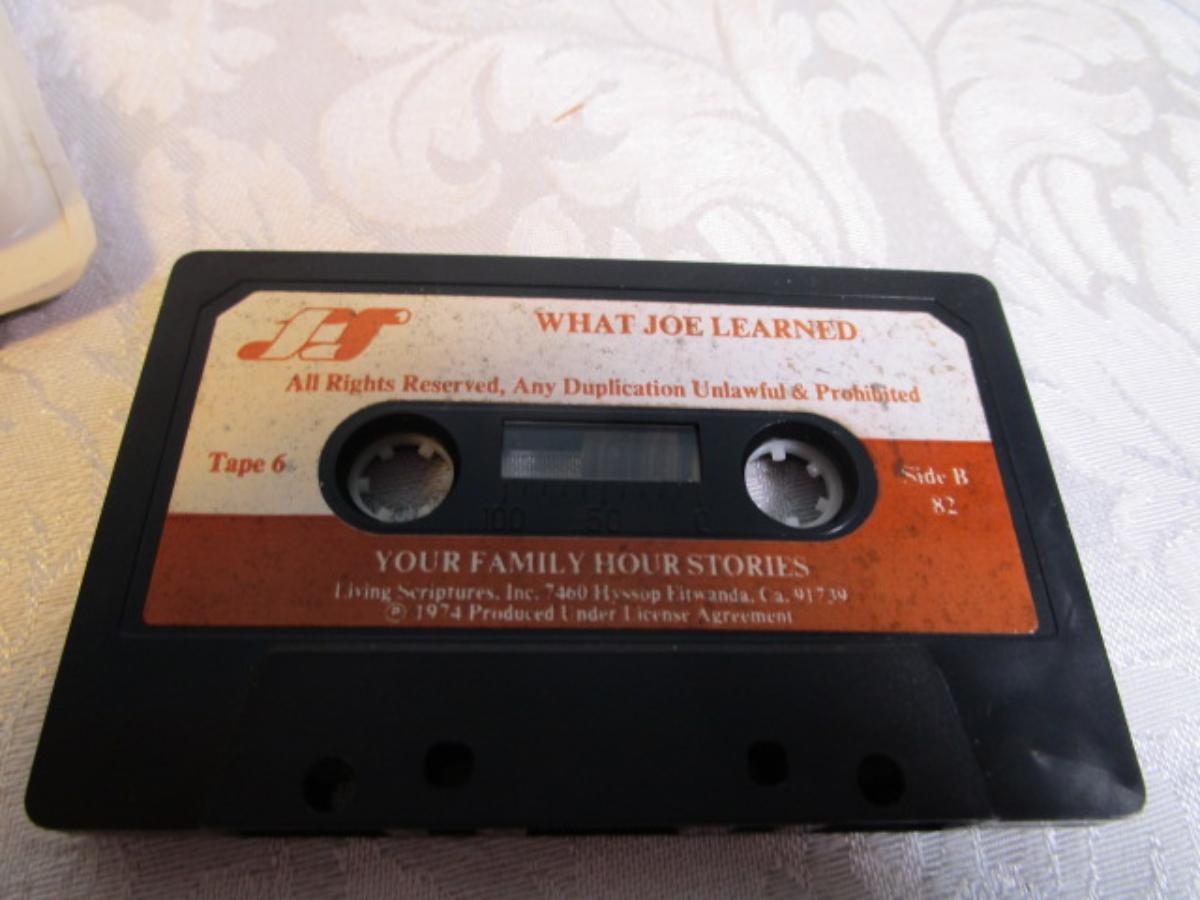 WHAT JOE LEARNED
All Rights Reserved, Any Duplication Unlawful & Prohibited
Tape 6
Side B
82
100 50 0
YOUR FAMILY HOUR STORIES
Living Scriptures, Inc. 7460 Hyssop Eitwanda, Ca. 91739
℗ 1974 Produced Under License Agreement